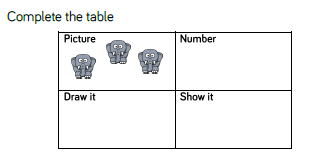 Complete the table
Picture
Number
Draw it
Show it